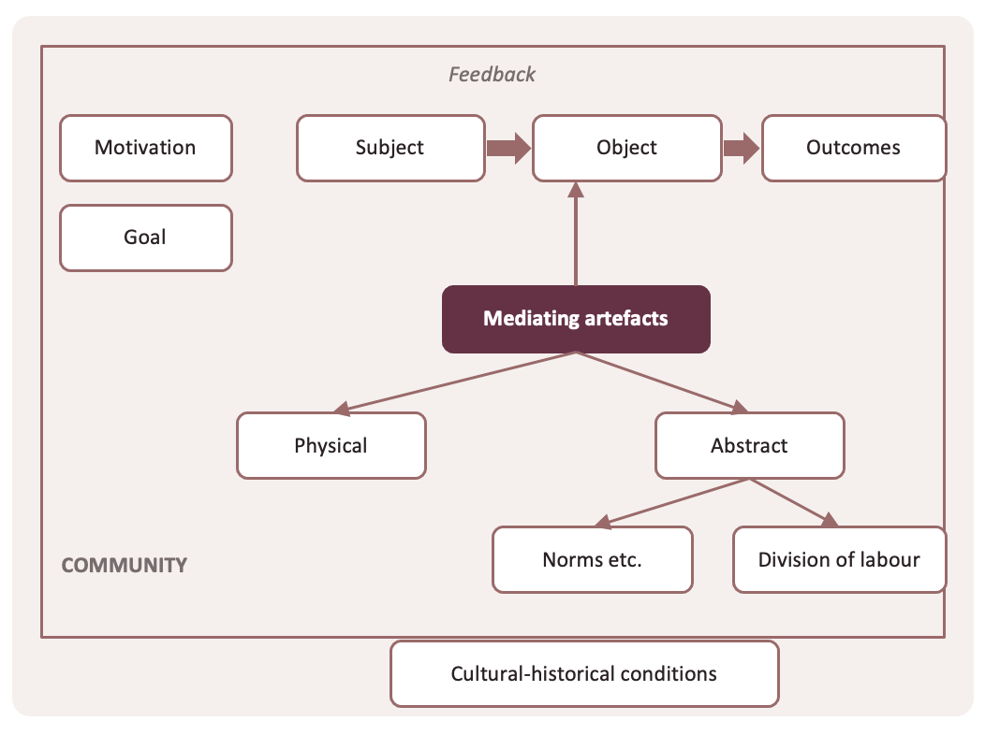 Feedback
Motivation
Subject
Object
Outcomes
Goal
Mediating artefacts
Physical
Abstract
COMMUNITY
Norms etc.
Division of labour
Cultural-historical conditions